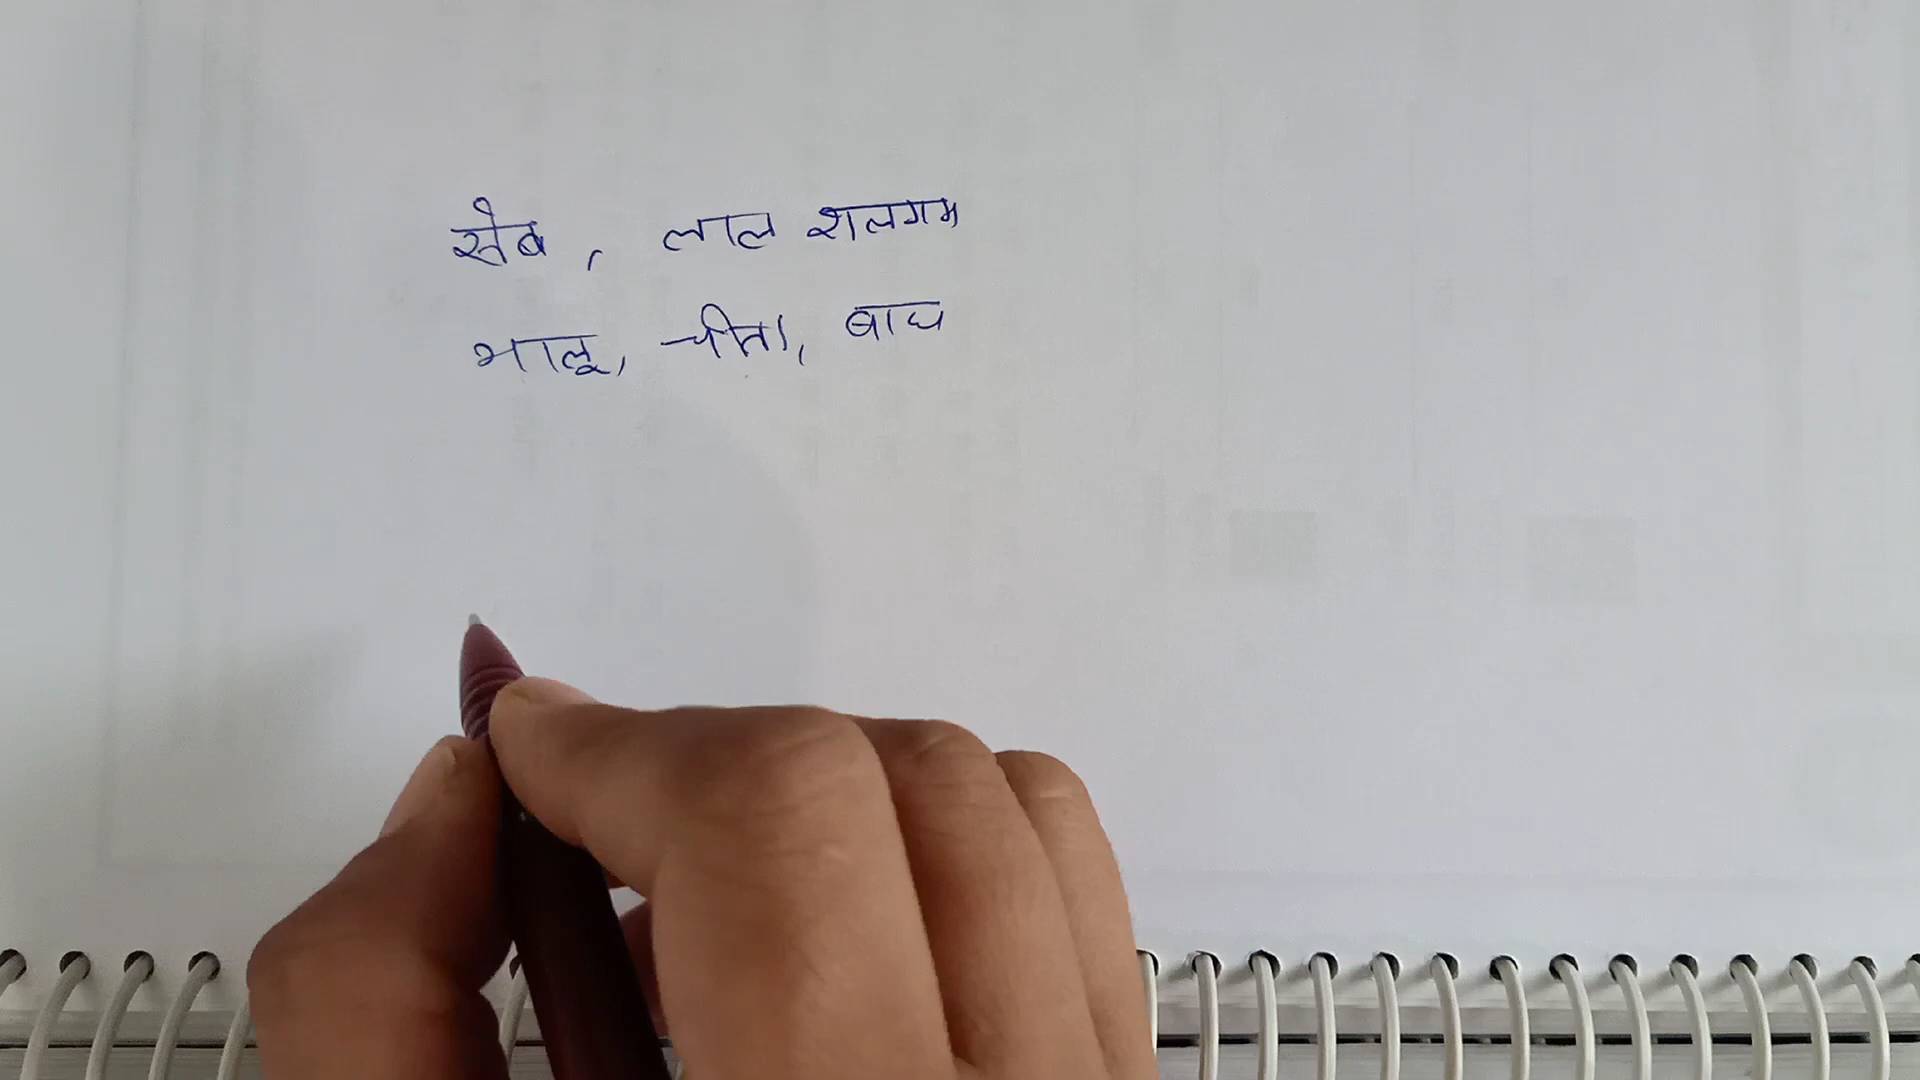 सेब, लाल शलगम
भालू, चीता, बाघ